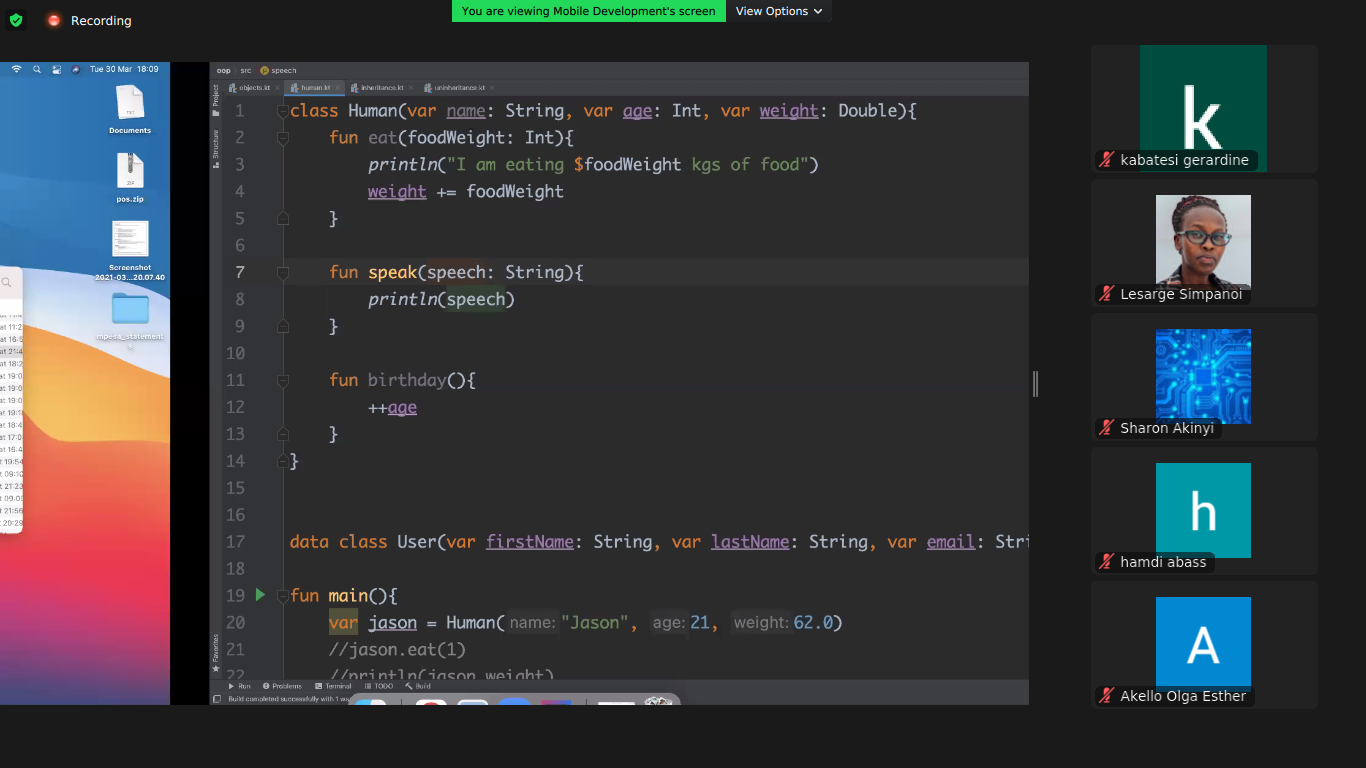 Recording
You are viewing Mobile Development's screen
View Options
Tue 30 Mar 18:09
Documents
pos.zip
Screenshot
2021-03...20.07.40
mpesa_statement
oop src speech
objects.kt human.kt inheritance.kt uninheritance.kt
Project
Structure
Favorites
1 class Human(var name: String, var age: Int, var weight: Double){
2 fun eat(foodWeight: Int){
3 println("I am eating $foodWeight kgs of food")
4 weight += foodWeight
5 }
6
7 fun speak(speech: String){
8 println(speech)
9 }
10
11 fun birthday(){
12 ++age
13 }
14 }
15
16
17 data class User(var firstName: String, var lastName: String, var email: Stri
18
19 fun main(){
20 var jason = Human( name: "Jason", age: 21, weight: 62.0)
21 //jason.eat(1)
22 //println(jason.weight)
Run Problems Terminal TODO Build
Build completed successfully with 1 wa
k
kabatesi gerardine
Lesarge Simpanoi
Sharon Akinyi
h
hamdi abass
A
Akello Olga Esther